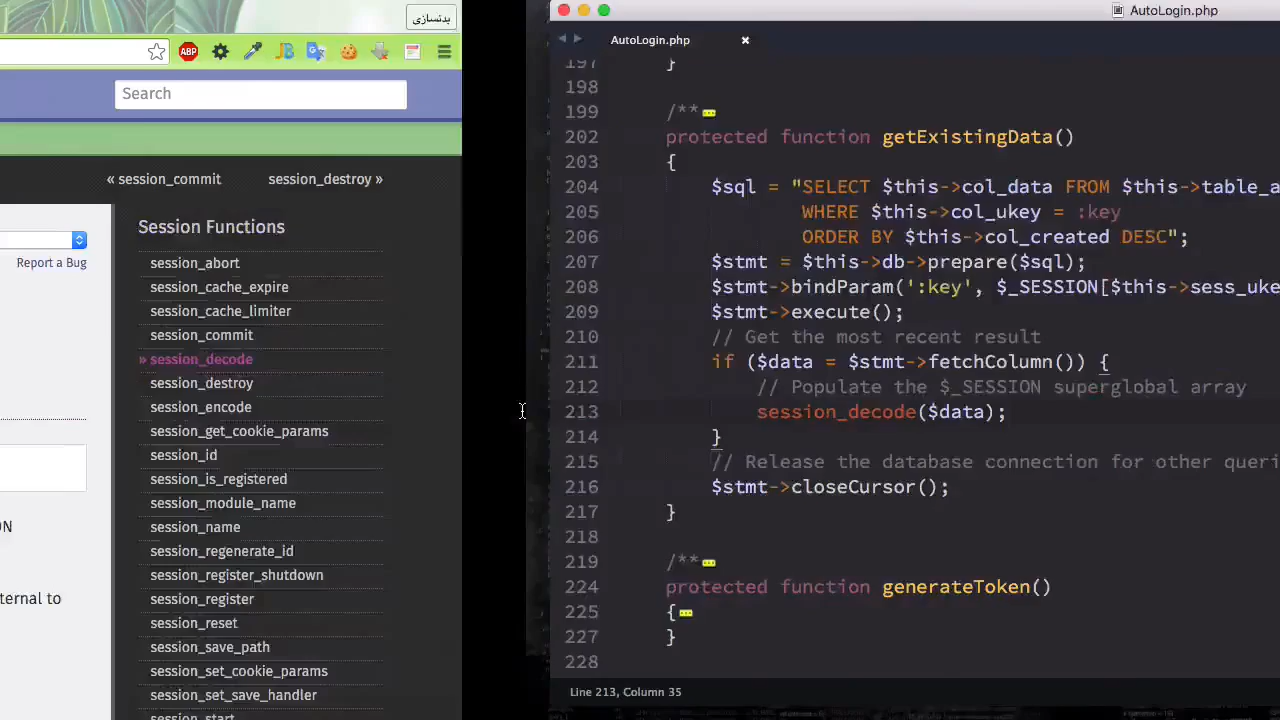 بدنسازی
ABP
Search
« session_commit
session_destroy »
Report a Bug
ON
ternal to
Session Functions
session_abort
session_cache_expire
session_cache_limiter
session_commit
» session_decode
session_destroy
session_encode
session_get_cookie_params
session_id
session_is_registered
session_module_name
session_name
session_regenerate_id
session_register_shutdown
session_register
session_reset
session_save_path
session_set_cookie_params
session_set_save_handler
session_start
AutoLogin.php
AutoLogin.php
197 }
198
199 /**
202 protected function getExistingData()
203 {
204 $sql = "SELECT $this->col_data FROM $this->table_a
205 WHERE $this->col_ukey = :key
206 ORDER BY $this->col_created DESC";
207 $stmt = $this->db->prepare($sql);
208 $stmt->bindParam(':key', $_SESSION[$this->sess_uke
209 $stmt->execute();
210 // Get the most recent result
211 if ($data = $stmt->fetchColumn()) {
212 // Populate the $_SESSION superglobal array
213 session_decode($data);
214 }
215 // Release the database connection for other queri
216 $stmt->closeCursor();
217 }
218
219 /**
224 protected function generateToken()
225 {
227 }
228
Line 213, Column 35